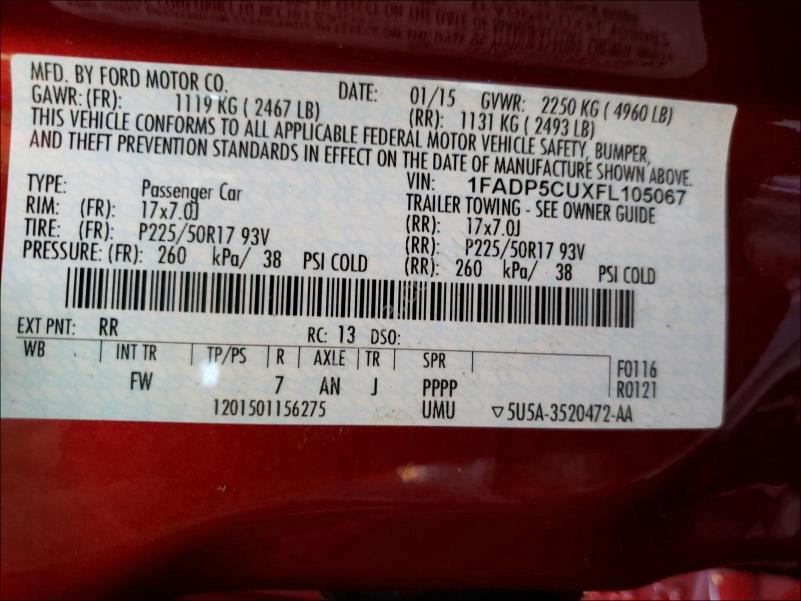 MFD. BY FORD MOTOR CO. DATE: 01/15 GVWR: 2250 KG ( 4960 LB)
GAWR: (FR): 1119 KG ( 2467 LB) (RR): 1131 KG ( 2493 LB)
THIS VEHICLE CONFORMS TO ALL APPLICABLE FEDERAL MOTOR VEHICLE SAFETY, BUMPER,
AND THEFT PREVENTION STANDARDS IN EFFECT ON THE DATE OF MANUFACTURE SHOWN ABOVE.
VIN: 1FADP5CUXFL105067
TYPE: Passenger Car TRAILER TOWING - SEE OWNER GUIDE
RIM: (FR): 17x7.0J (RR): 17x7.0J
TIRE: (FR): P225/50R17 93V (RR): P225/50R17 93V
PRESSURE: (FR): 260 kPa/ 38 PSI COLD (RR): 260 kPa/ 38 PSI COLD
EXT PNT: RR RC: 13 DSO:
WB INT TR TP/PS R AXLE TR SPR F0116
FW 7 AN J PPPP R0121
1201501156275 UMU ▽5U5A-3520472-AA